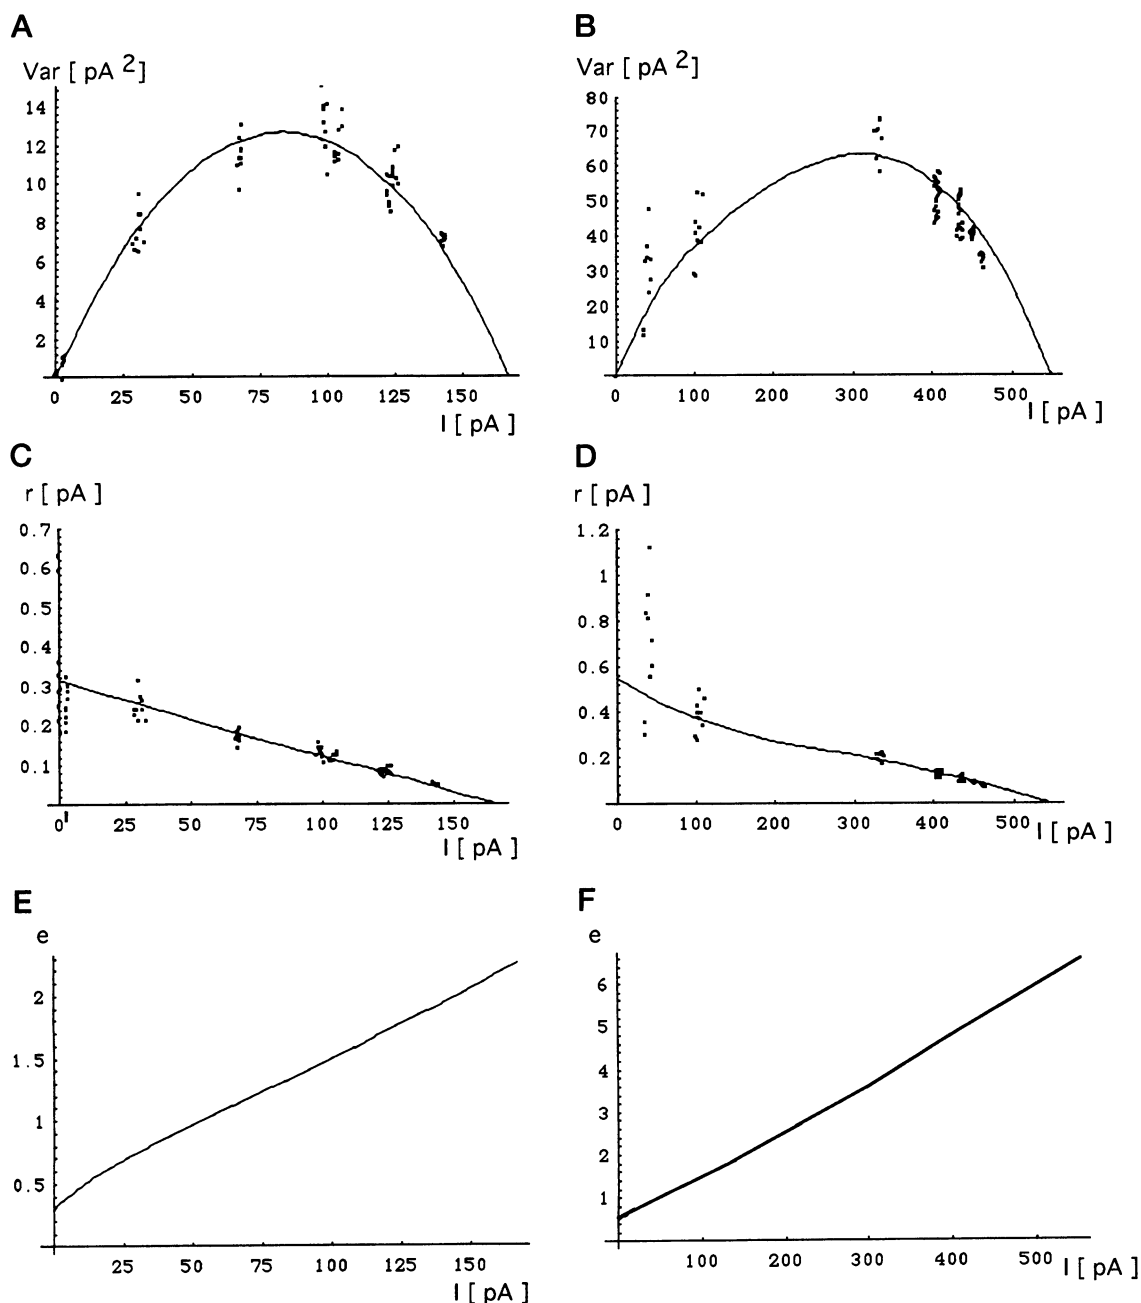 A
Var [ pA 2 ]
14
12
10
8
6
4
2
0 25 50 75 100 125 150
I [ pA ]
B
Var [ pA 2 ]
80
70
60
50
40
30
20
10
0 100 200 300 400 500
I [ pA ]
C
r [ pA ]
0.7
0.6
0.5
0.4
0.3
0.2
0.1
0 25 50 75 100 125 150
I [ pA ]
D
r [ pA ]
1.2
1
0.8
0.6
0.4
0.2
0 100 200 300 400 500
I [ pA ]
E
e
2
1.5
1
0.5
25 50 75 100 125 150
I [ pA ]
F
e
6
5
4
3
2
1
100 200 300 400 500
I [ pA ]